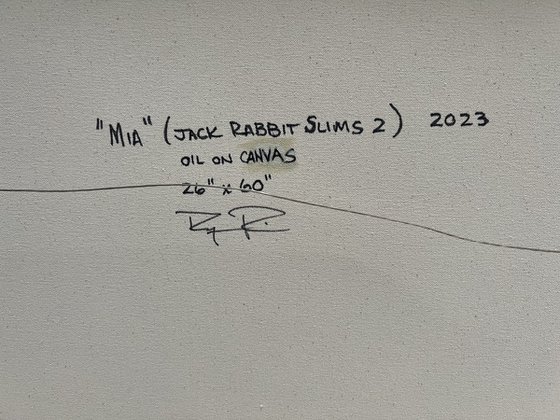 "MIA" (JACK RABBIT SLIMS 2) 2023
OIL ON CANVAS
26" x 60"